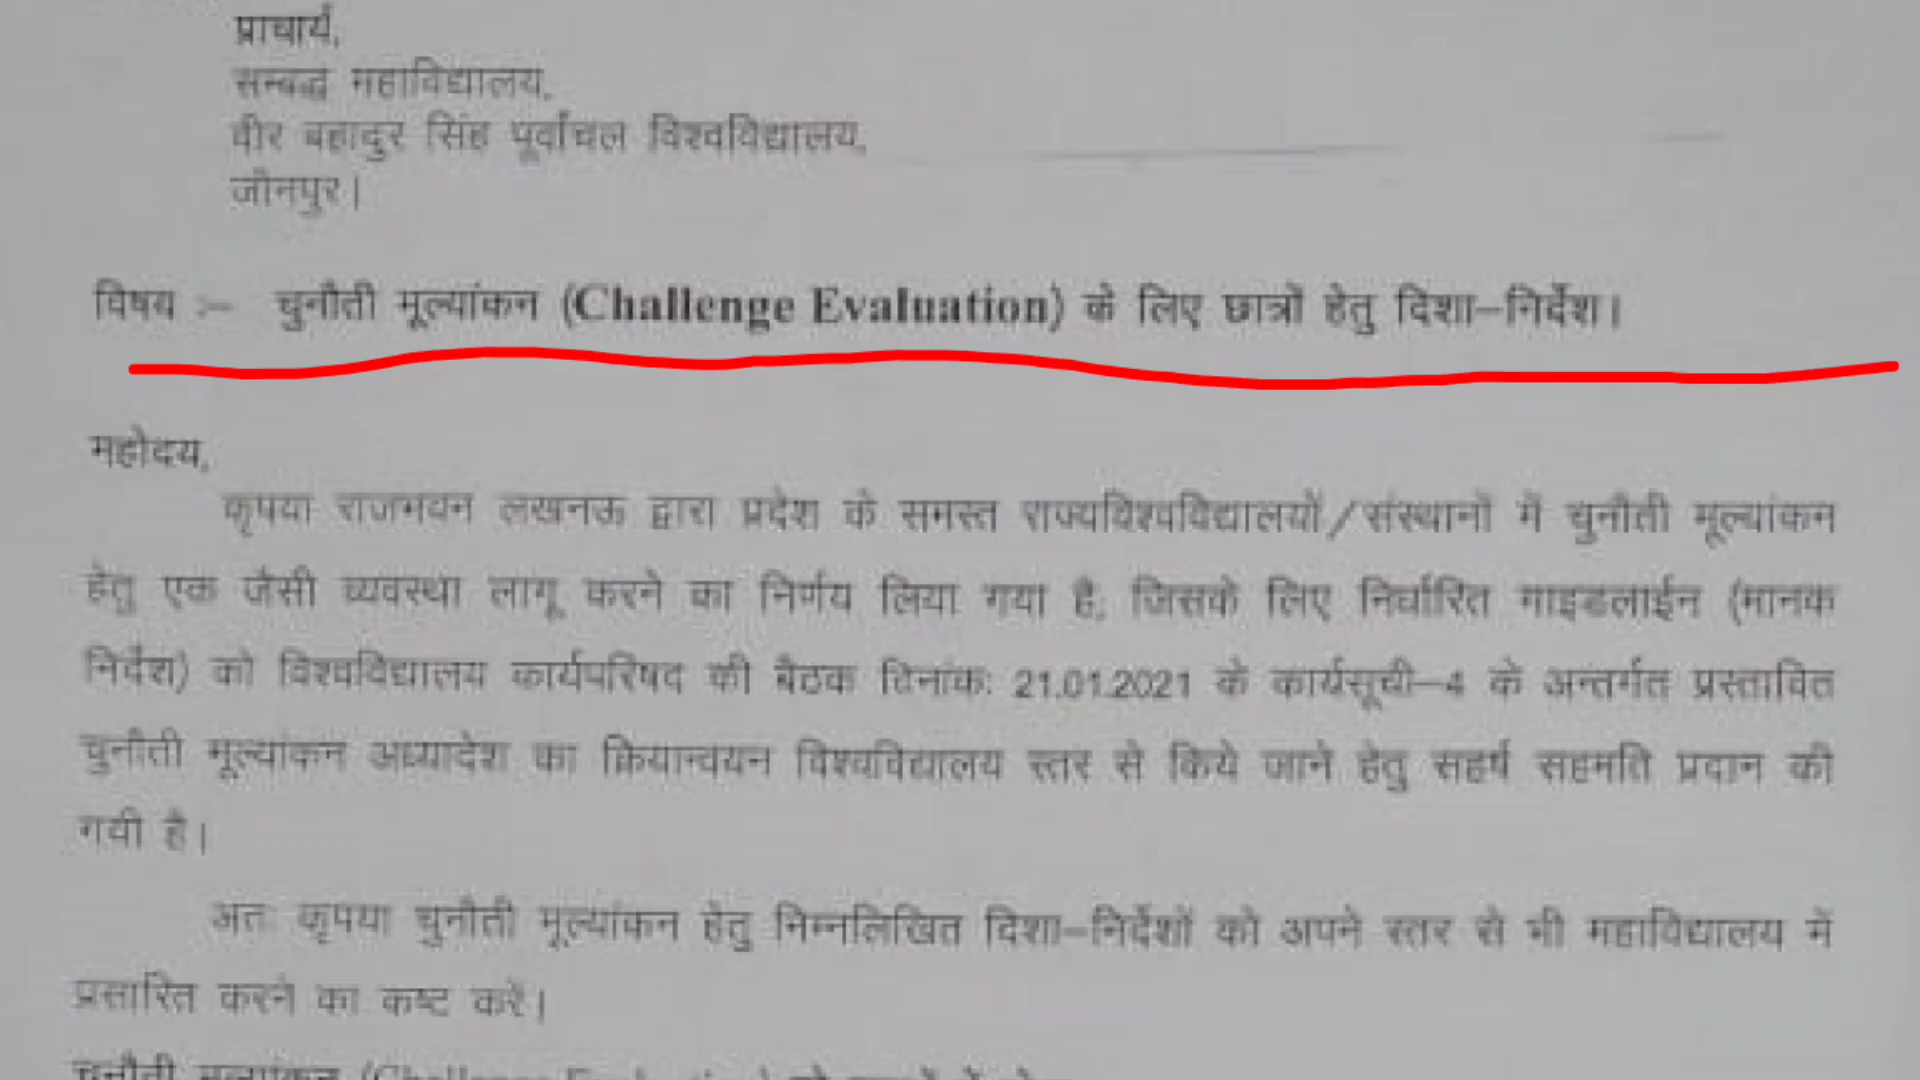 प्राचार्य,
सम्बद्ध महाविद्यालय,
वीर बहादुर सिंह पूर्वांचल विश्वविद्यालय,
जौनपुर।
विषय :- चुनौती मूल्यांकन (Challenge Evaluation) के लिए छात्रों हेतु दिशा-निर्देश।
महोदय,
कृपया राजभवन लखनऊ द्वारा प्रदेश के समस्त राज्यविश्वविद्यालयों/संस्थानों में चुनौती मूल्यांकन
हेतु एक जैसी व्यवस्था लागू करने का निर्णय लिया गया है, जिसके लिए निर्धारित गाइडलाईन (मानक
निर्देश) को विश्वविद्यालय कार्यपरिषद की बैठक दिनांक: 21.01.2021 के कार्यसूची-4 के अन्तर्गत प्रस्तावित
चुनौती मूल्यांकन अध्यादेश का क्रियान्वयन विश्वविद्यालय स्तर से किये जाने हेतु सहर्ष सहमति प्रदान की
गयी है।
अतः कृपया चुनौती मूल्यांकन हेतु निम्नलिखित दिशा-निर्देशों को अपने स्तर से भी महाविद्यालय में
प्रसारित करने का कष्ट करें।
चुनौती मूल्यांकन (Challenge Evaluation)